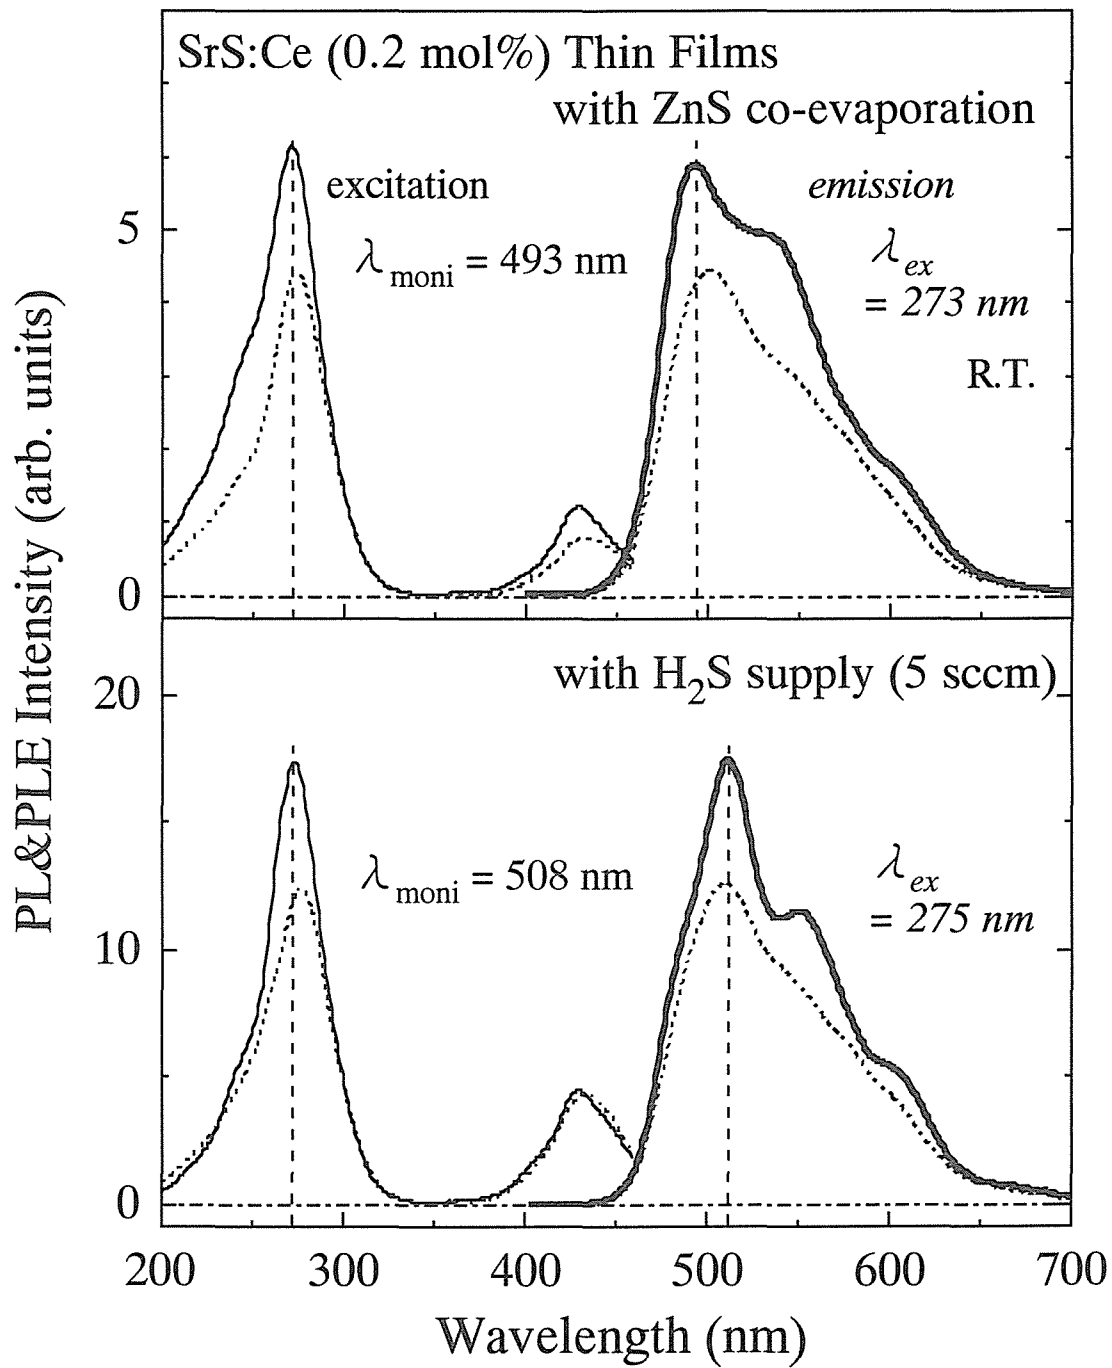 SrS:Ce (0.2 mol%) Thin Films
with ZnS co-evaporation
excitation
emission
λmoni = 493 nm
λex
= 273 nm
R.T.
5
0
with H2S supply (5 sccm)
λmoni = 508 nm
λex
= 275 nm
20
10
0
200 300 400 500 600 700
Wavelength (nm)
PL&PLE Intensity (arb. units)